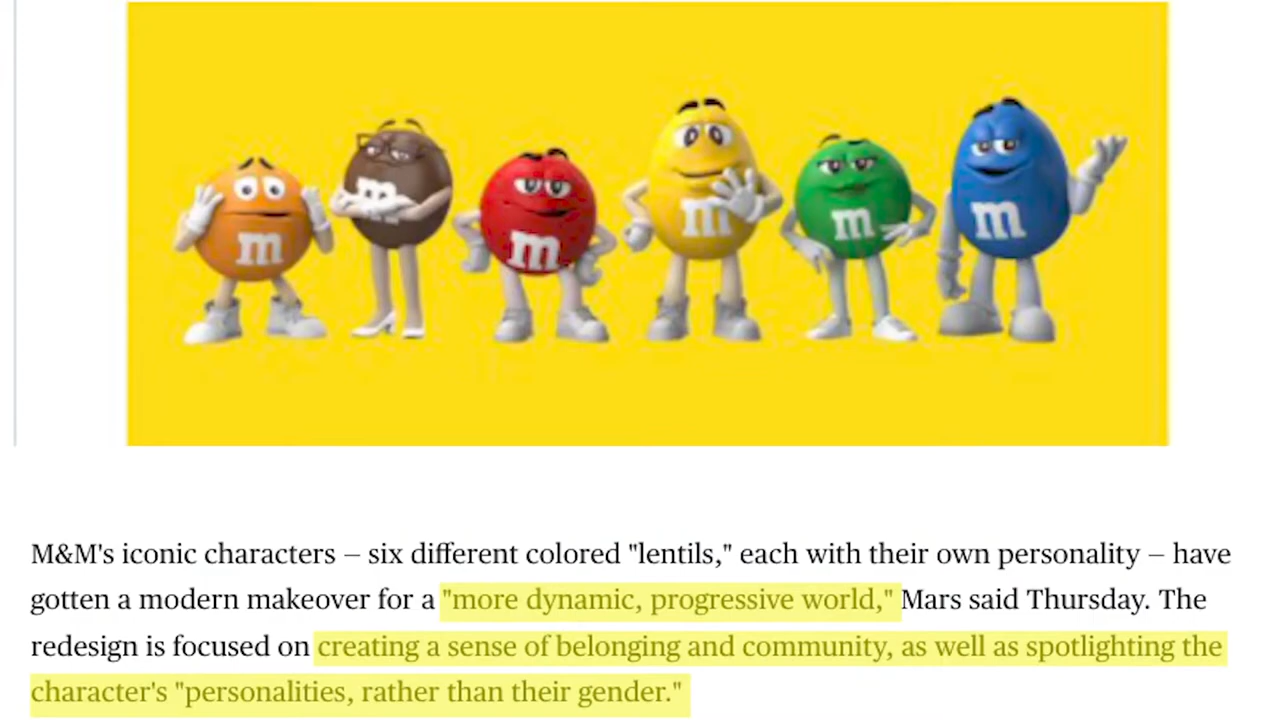 m m m m m m
M&M's iconic characters — six different colored "lentils," each with their own personality — have
gotten a modern makeover for a "more dynamic, progressive world," Mars said Thursday. The
redesign is focused on creating a sense of belonging and community, as well as spotlighting the
character's "personalities, rather than their gender."